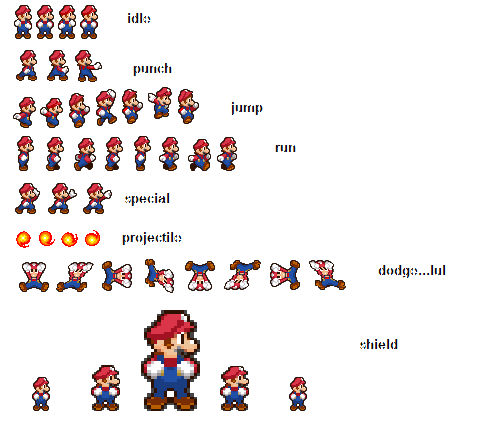 idle
punch
jump
run
special
projectile
dodge...lul
shield